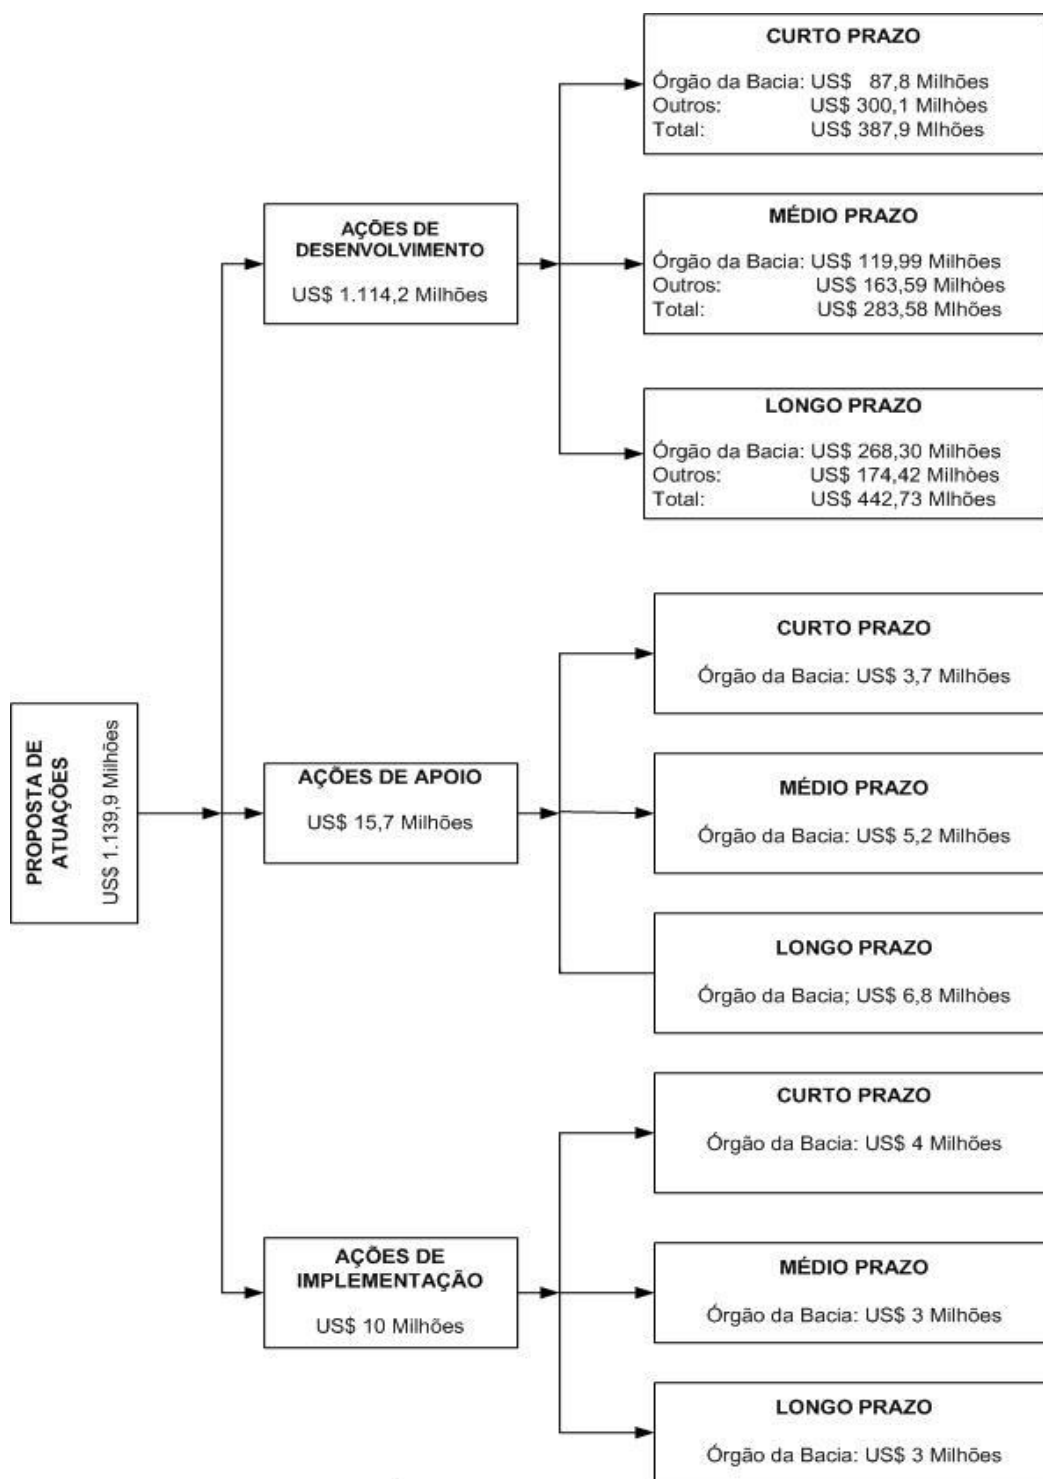 PROPOSTA DE
ATUAÇÕES
US$ 1.139,9 Milhões
AÇÕES DE
DESENVOLVIMENTO
US$ 1.114,2 Milhões
CURTO PRAZO
Órgão da Bacia: US$ 87,8 Milhões
Outros: US$ 300,1 Milhòes
Total: US$ 387,9 Mlhões
MÉDIO PRAZO
Órgão da Bacia: US$ 119,99 Milhões
Outros: US$ 163,59 Milhòes
Total: US$ 283,58 Mlhões
LONGO PRAZO
Órgão da Bacia: US$ 268,30 Milhões
Outros: US$ 174,42 Milhòes
Total: US$ 442,73 Mlhões
AÇÕES DE APOIO
US$ 15,7 Milhões
CURTO PRAZO
Órgão da Bacia: US$ 3,7 Milhões
MÉDIO PRAZO
Órgão da Bacia: US$ 5,2 Milhões
LONGO PRAZO
Órgão da Bacia; US$ 6,8 Milhòes
AÇÕES DE
IMPLEMENTAÇÃO
US$ 10 Milhões
CURTO PRAZO
Órgão da Bacia: US$ 4 Milhões
MÉDIO PRAZO
Órgão da Bacia: US$ 3 Milhões
LONGO PRAZO
Órgão da Bacia: US$ 3 Milhões